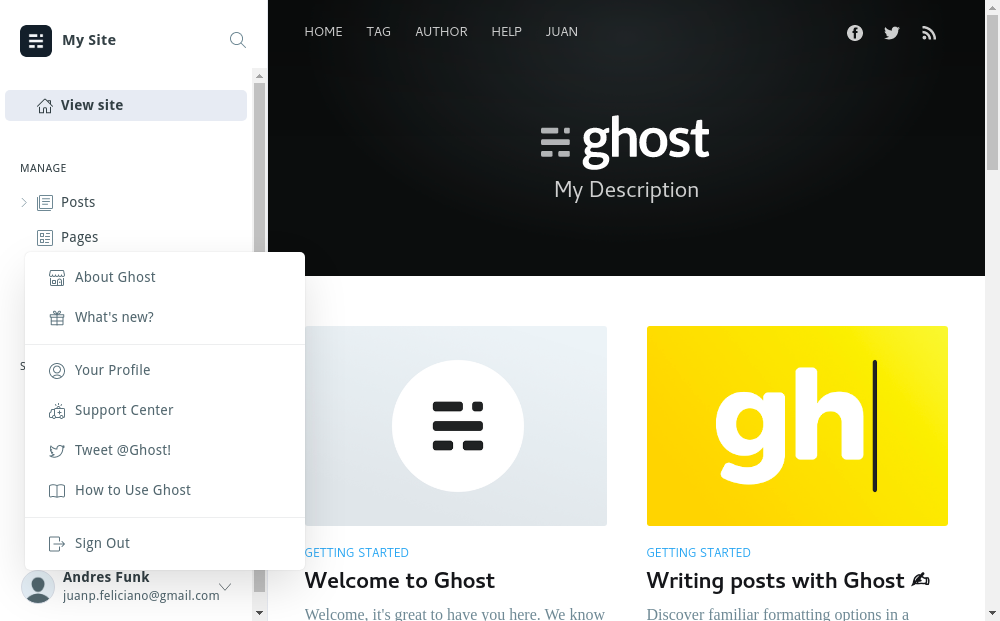 My Site
View site
MANAGE
Posts
Pages
About Ghost
What's new?
S
Your Profile
Support Center
Tweet @Ghost!
How to Use Ghost
Sign Out
Andres Funk
juanp.feliciano@gmail.com
HOME TAG AUTHOR HELP JUAN
ghost
My Description
gh
GETTING STARTED
Welcome to Ghost
Welcome, it's great to have you here. We know
GETTING STARTED
Writing posts with Ghost ✍️
Discover familiar formatting options in a